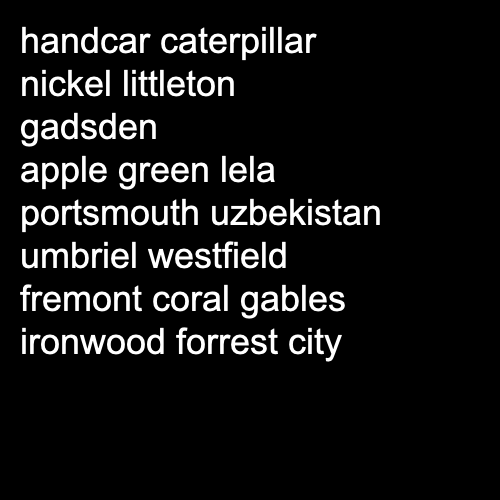 handcar caterpillar
nickel littleton
gadsden
apple green lela
portsmouth uzbekistan
umbriel westfield
fremont coral gables
ironwood forrest city